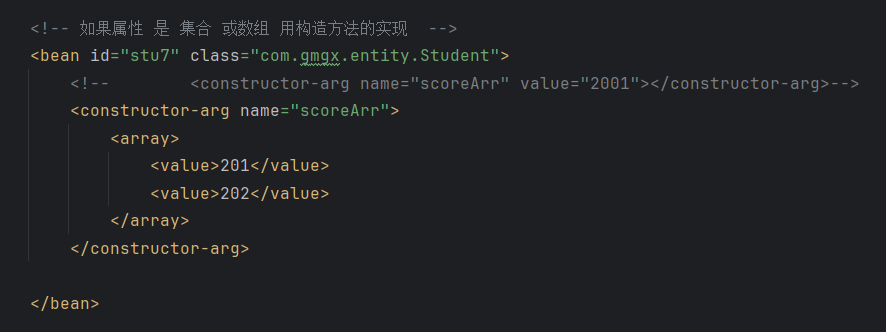 <!-- 如果属性 是 集合 或数组 用构造方法的实现  -->
<bean id="stu7" class="com.gmqx.entity.Student">
    <!--        <constructor-arg name="scoreArr" value="2001"></constructor-arg>-->
    <constructor-arg name="scoreArr">
        <array>
            <value>201</value>
            <value>202</value>
        </array>
    </constructor-arg>
</bean>